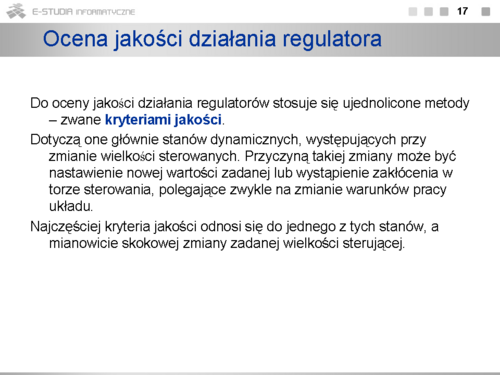 E-STUDIA INFORMATYCZNE
17
Ocena jakości działania regulatora
Do oceny jakości działania regulatorów stosuje się ujednolicone metody
– zwane kryteriami jakości.
Dotyczą one głównie stanów dynamicznych, występujących przy
zmianie wielkości sterowanych. Przyczyną takiej zmiany może być
nastawienie nowej wartości zadanej lub wystąpienie zakłócenia w
torze sterowania, polegające zwykle na zmianie warunków pracy
układu.
Najczęściej kryteria jakości odnosi się do jednego z tych stanów, a
mianowicie skokowej zmiany zadanej wielkości sterującej.